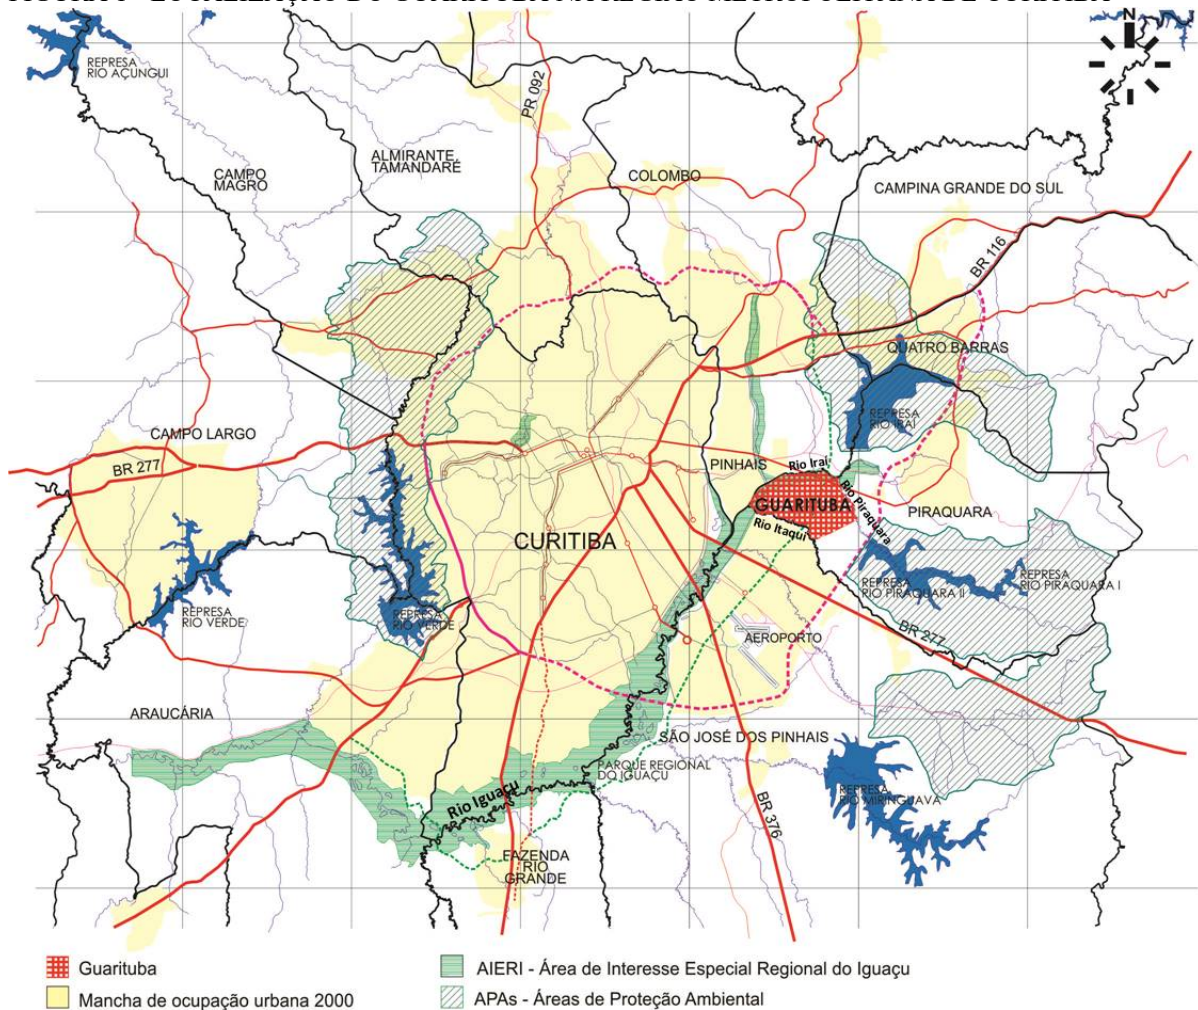 REPRESA
RIO AÇUNGUI
N
PR 092
ALMIRANTE
TAMANDARÉ
CAMPO
MAGRO
COLOMBO
CAMPINA GRANDE DO SUL
BR 116
QUATRO BARRAS
REPRESA
RIO IRAÍ
CAMPO LARGO
BR 277
PINHAIS
Rio Iraí
Rio Piraquara
GUARITUBA
PIRAQUARA
Rio Itaqui
CURITIBA
REPRESA
RIO PIRAQUARA II
REPRESA
RIO PIRAQUARA I
REPRESA
RIO VERDE
REPRESA
RIO VERDE
AEROPORTO
BR 277
ARAUCÁRIA
SÃO JOSÉ DOS PINHAIS
PARQUE REGIONAL
DO IGUAÇU
Rio Iguaçu
REPRESA
RIO MIRINGUAVA
BR 376
FAZENDA
RIO
GRANDE
Guarituba
AIERI - Área de Interesse Especial Regional do Iguaçu
Mancha de ocupação urbana 2000
APAs - Áreas de Proteção Ambiental